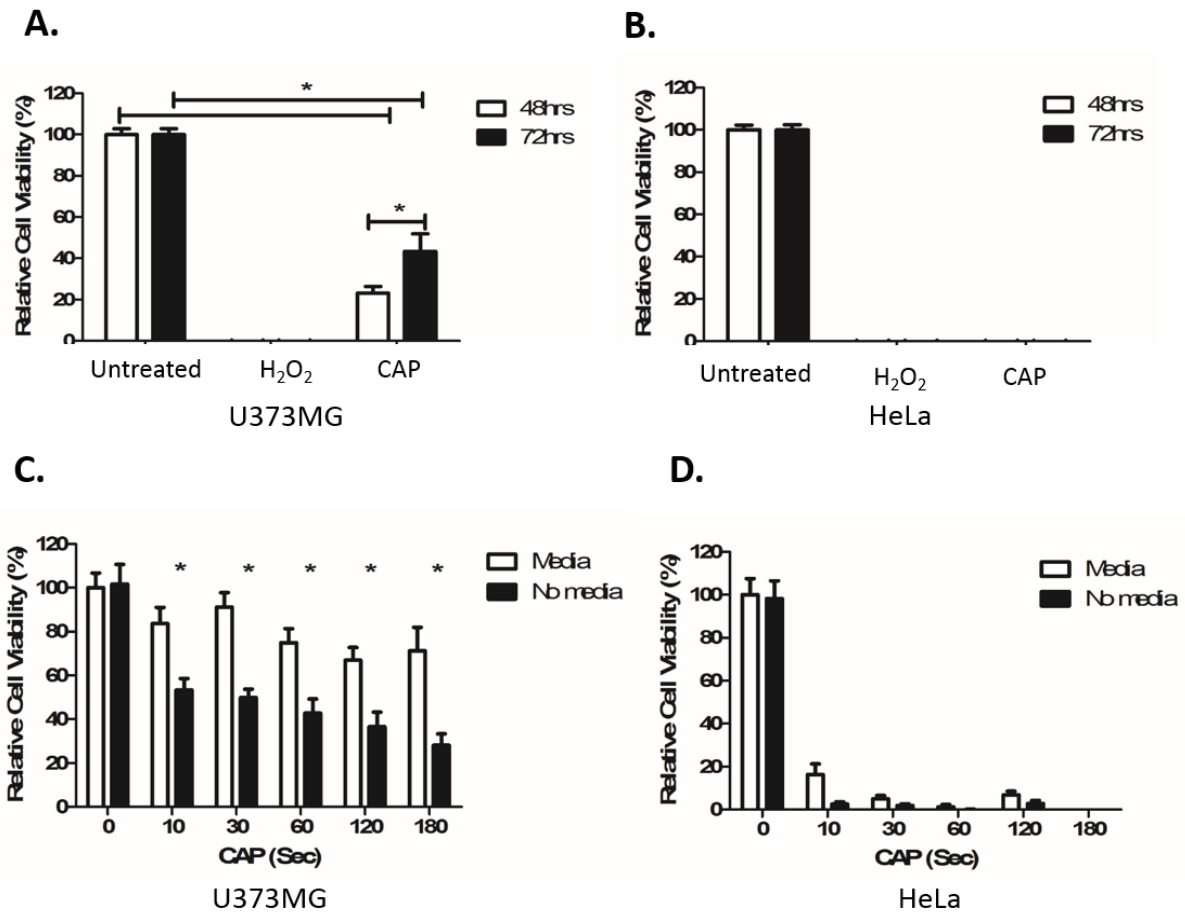 A.
Relative Cell Viability (%)
120
100
80
60
40
20
0
*
*
48hrs
72hrs
Untreated H₂O₂ CAP
U373MG
B.
Relative Cell Viability (%)
120
100
80
60
40
20
0
48hrs
72hrs
Untreated H₂O₂ CAP
HeLa
C.
Relative Cell Viability (%)
120
100
80
60
40
20
0
* * * * *
Media
No media
0 10 30 60 120 180
CAP (Sec)
U373MG
D.
Relative Cell Viability (%)
120
100
80
60
40
20
0
Media
No media
0 10 30 60 120 180
CAP (Sec)
HeLa